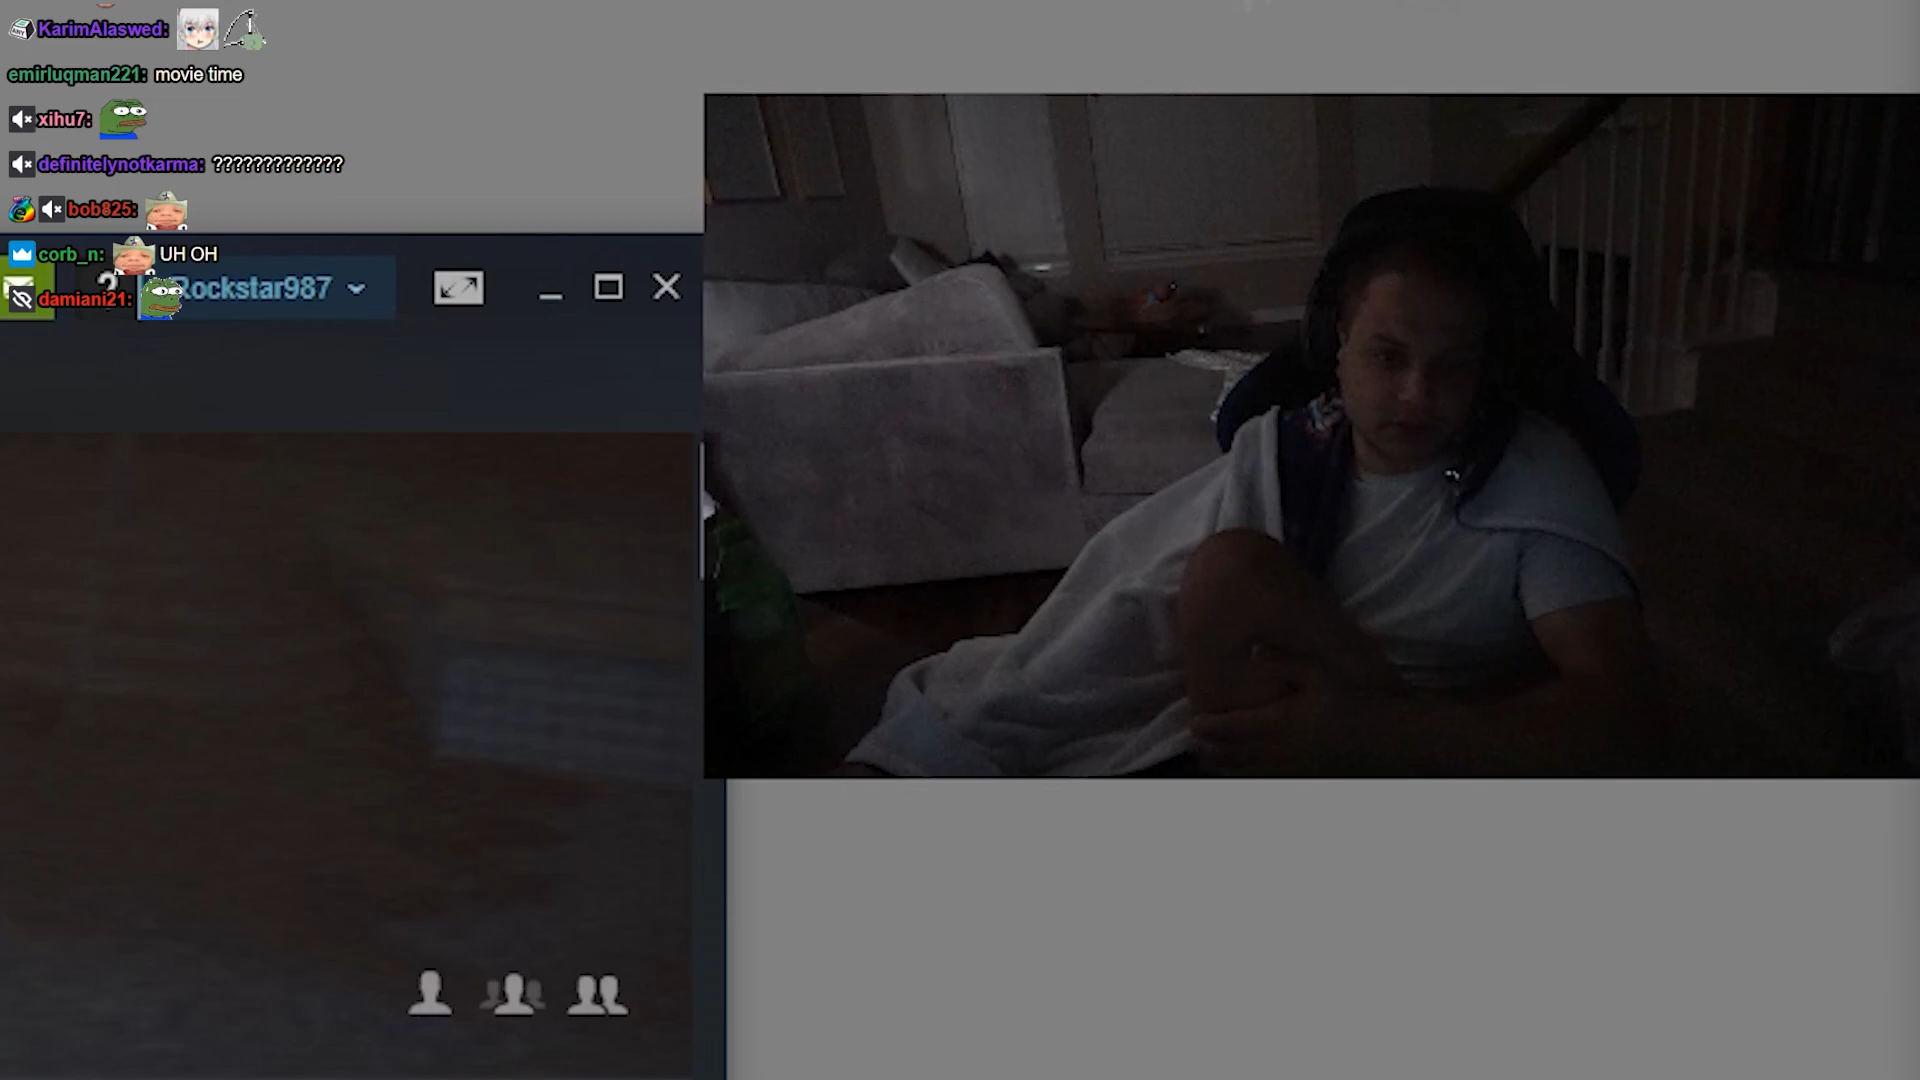 KarimAlaswed:
emirluqman221: movie time
xihu7:
definitelynotkarma: ?????????????
bob825:
corb_n: UH OH
damiani21:
? Rockstar987